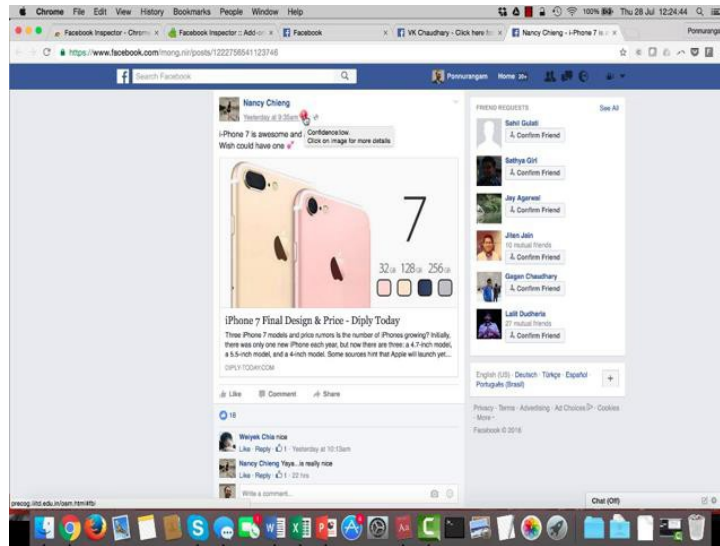 Chrome File Edit View History Bookmarks People Window Help
100% Thu 28 Jul 12:24:44
Facebook Inspector - Chrom
Facebook Inspector :: Add-on
Facebook
VK Chaudhary - Click here fo
Nancy Chieng - i-Phone 7 is
Ponnurangam
https://www.facebook.com/mong.nir/posts/1222756541123746
Search Facebook
Ponnurangam Home 20+
Nancy Chieng
Yesterday at 9:35am
i-Phone 7 is awesome and
Wish could have one
Confidence:low.
Click on image for more details
7
32GB 128GB 256GB
iPhone 7 Final Design & Price - Diply Today
Three iPhone 7 models and price rumors is the number of iPhones growing? Initially,
there was only one new iPhone each year, but now there are three: a 4.7-inch model,
a 5.5-inch model, and a 4-inch model. Some sources hint that Apple will launch yet...
DIPLY-TODAY.COM
Like Comment Share
18
Weiyek Chia nice
Like · Reply · 1 · Yesterday at 10:15am
Nancy Chieng Yaya...is really nice
Like · Reply · 1 · 22 hrs
Write a comment...
FRIEND REQUESTS See All
Sahil Gulati
Confirm Friend
Sathya Giri
Confirm Friend
Jay Agarwal
Confirm Friend
Jiten Jain
10 mutual friends
Confirm Friend
Gagan Chaudhary
Confirm Friend
Lalit Dudheria
27 mutual friends
Confirm Friend
English (US) · Deutsch · Türkçe · Español ·
Português (Brasil)
Privacy · Terms · Advertising · Ad Choices · Cookies
· More ·
Facebook © 2016
Chat (Off)
precog.iiitd.edu.in/osm.html#fbi